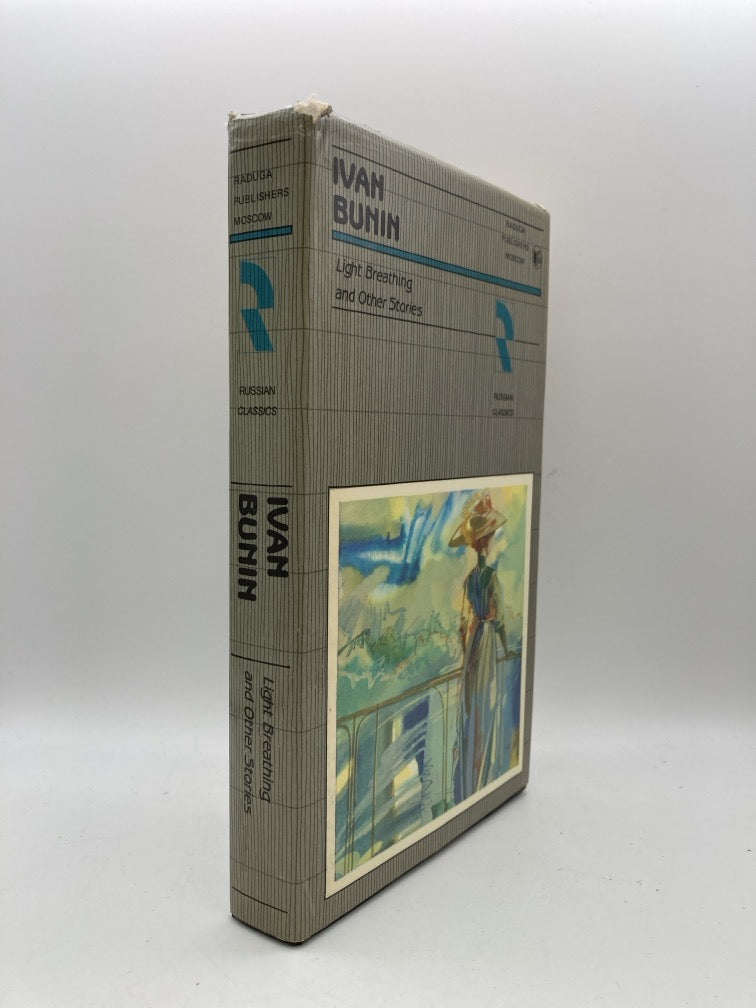 RADUGA
PUBLISHERS
MOSCOW
RUSSIAN
CLASSICS
IVAN
BUNIN
Light Breathing
and Other Stories
IVAN
BUNIN
RADUGA
PUBLISHERS
MOSCOW
Light Breathing
and Other Stories
RUSSIAN
CLASSICS